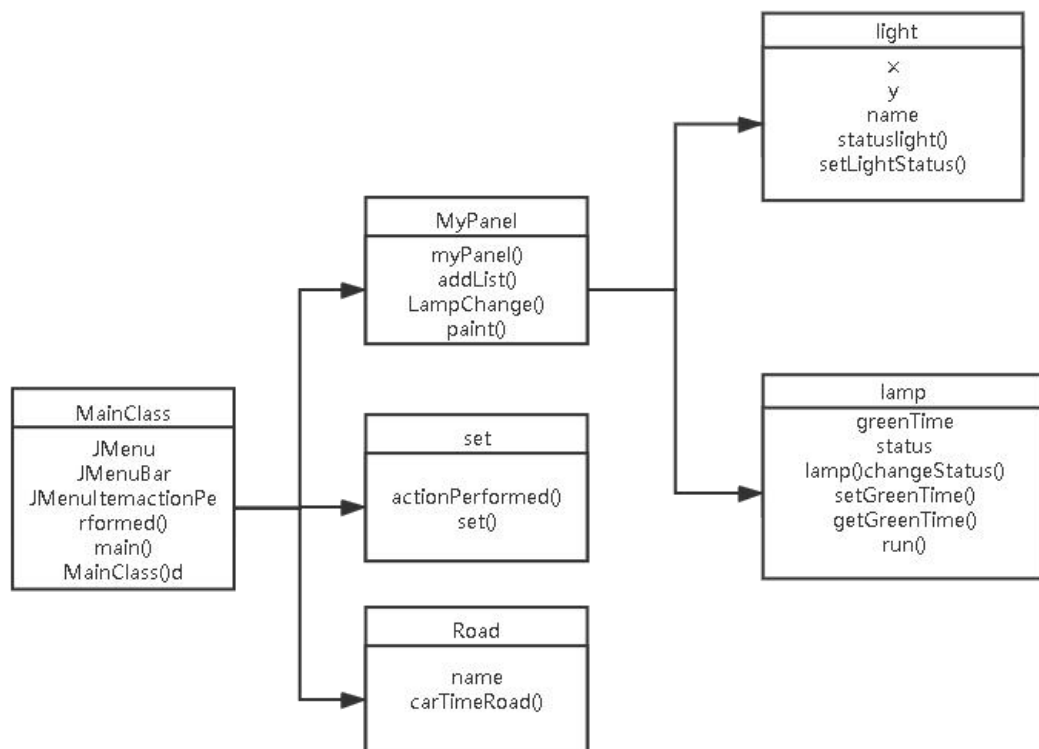 light
x
y
name
statuslight()
setLightStatus()
MyPanel
myPanel()
addList()
LampChange()
paint()
MainClass
JMenu
JMenuBar
JMenuItemactionPe
rformed()
main()
MainClass()d
set
actionPerformed()
set()
lamp
greenTime
status
lamp()changeStatus()
setGreenTime()
getGreenTime()
run()
Road
name
carTimeRoad()